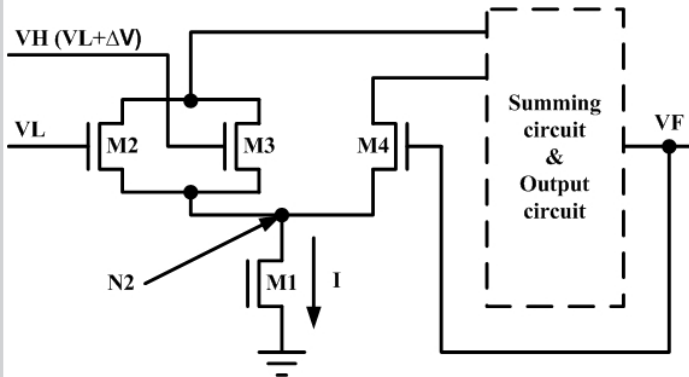 VH (VL+ΔV)
VL
M2
M3
M4
Summing
circuit
&
Output
circuit
VF
N2
M1
I